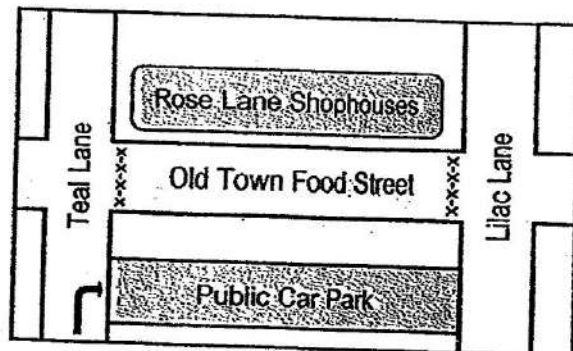 Rose Lane Shophouses
Teal Lane
Old Town Food Street
Lilac Lane
Public Car Park